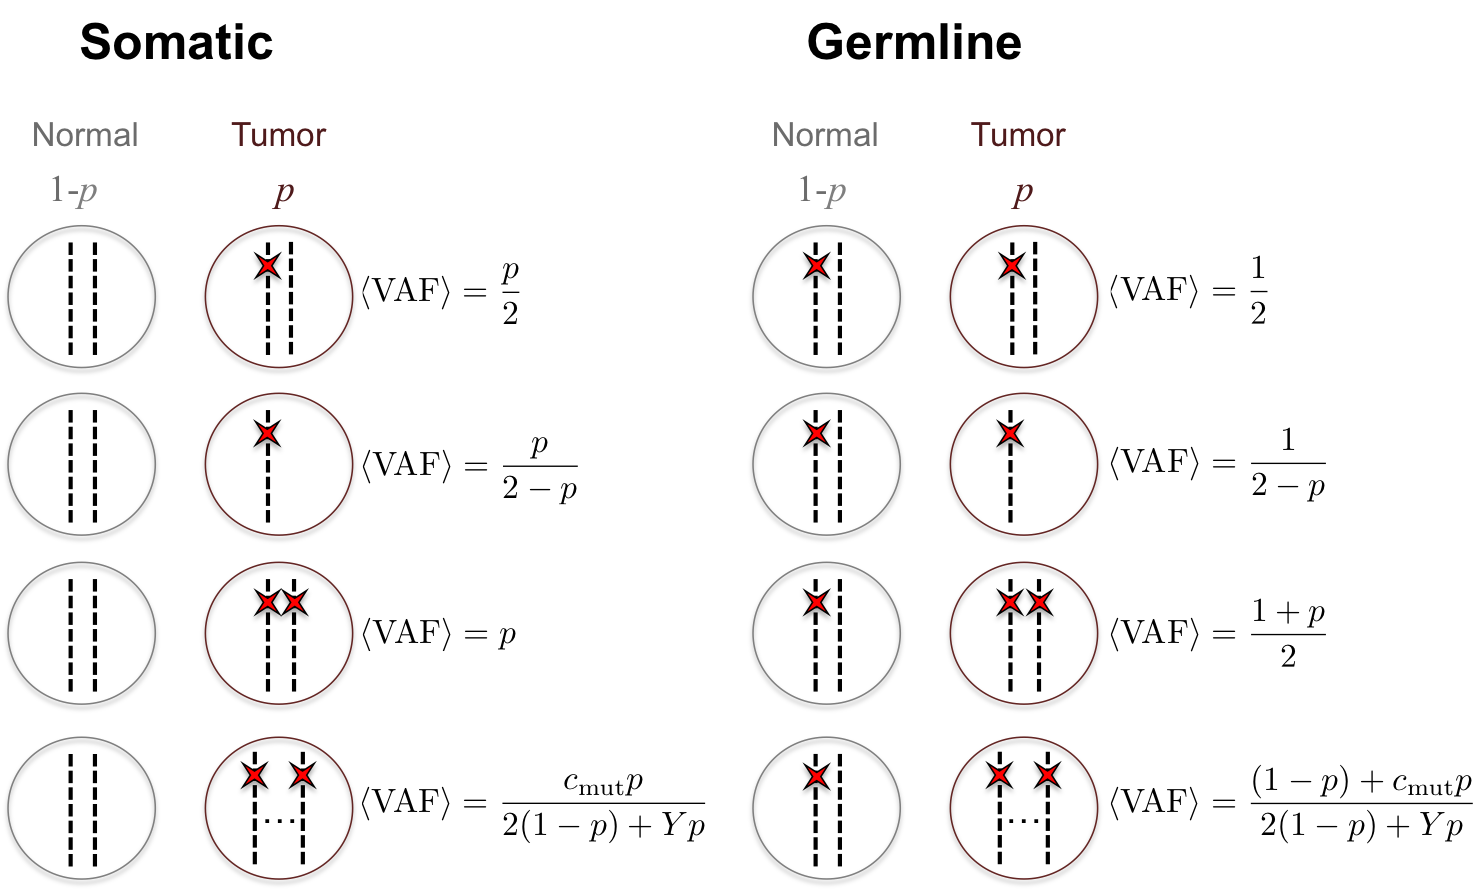 Somatic Germline
Normal Tumor Normal Tumor
1-p p 1-p p
⟨VAF⟩ = p/2 ⟨VAF⟩ = 1/2
⟨VAF⟩ = p/(2 − p) ⟨VAF⟩ = 1/(2 − p)
⟨VAF⟩ = p ⟨VAF⟩ = (1 + p)/2
⟨VAF⟩ = c_mut p/(2(1 − p) + Yp) ⟨VAF⟩ = ((1 − p) + c_mut p)/(2(1 − p) + Yp)